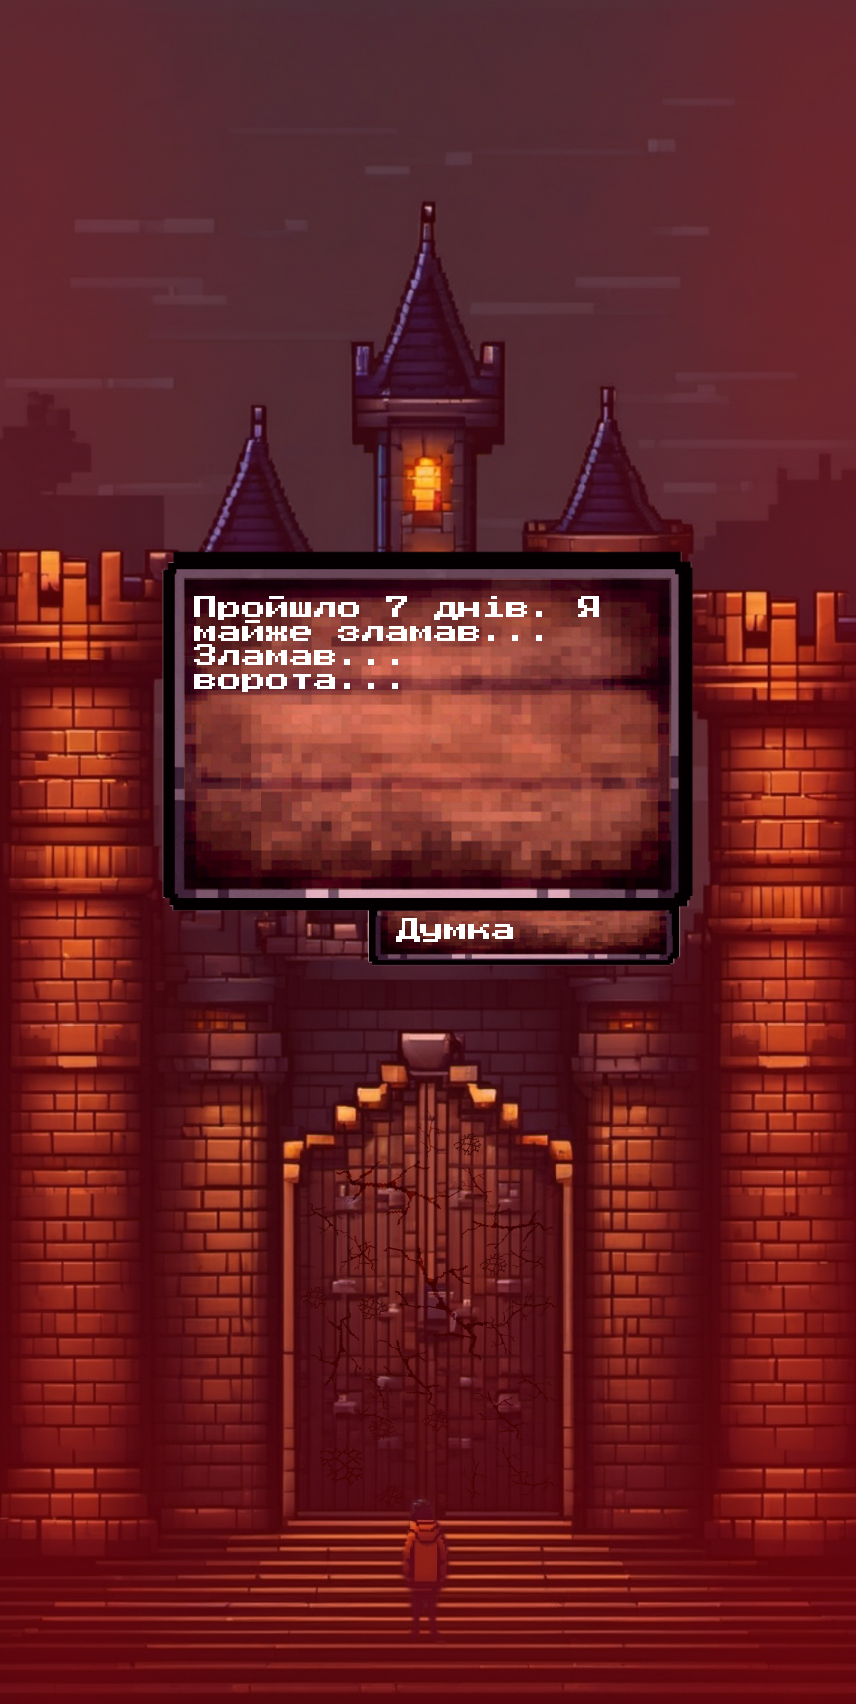 Пройшло 7 днів. Я
майже зламав...
Зламав...
ворота...
Думка